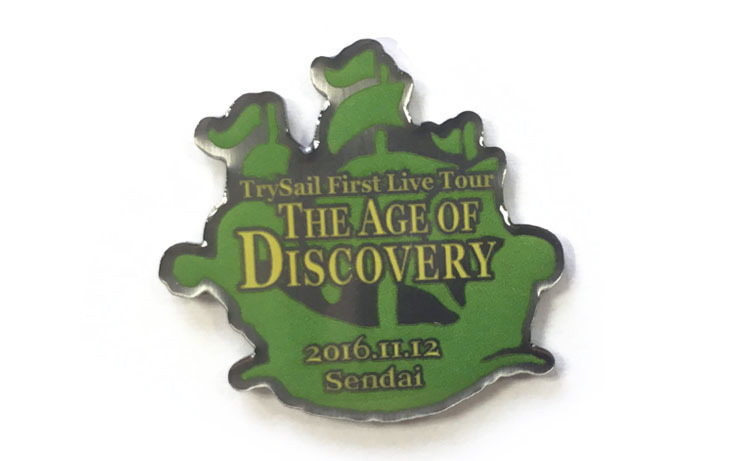 TrySail First Live Tour
THE AGE OF
DISCOVERY
2016.11.12
Sendai